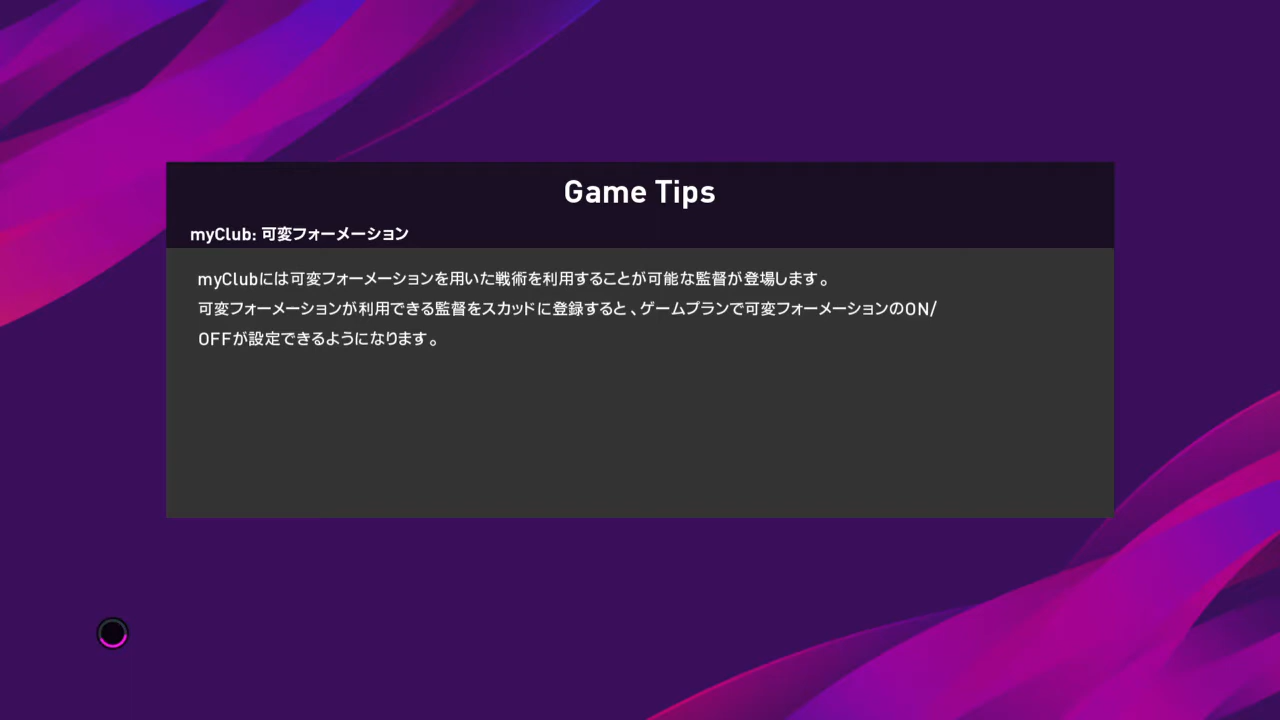 Game Tips
myClub: 可変フォーメーション
myClubには可変フォーメーションを用いた戦術を利用することが可能な監督が登場します。
可変フォーメーションが利用できる監督をスカッドに登録すると、ゲームプランで可変フォーメーションのON/
OFFが設定できるようになります。